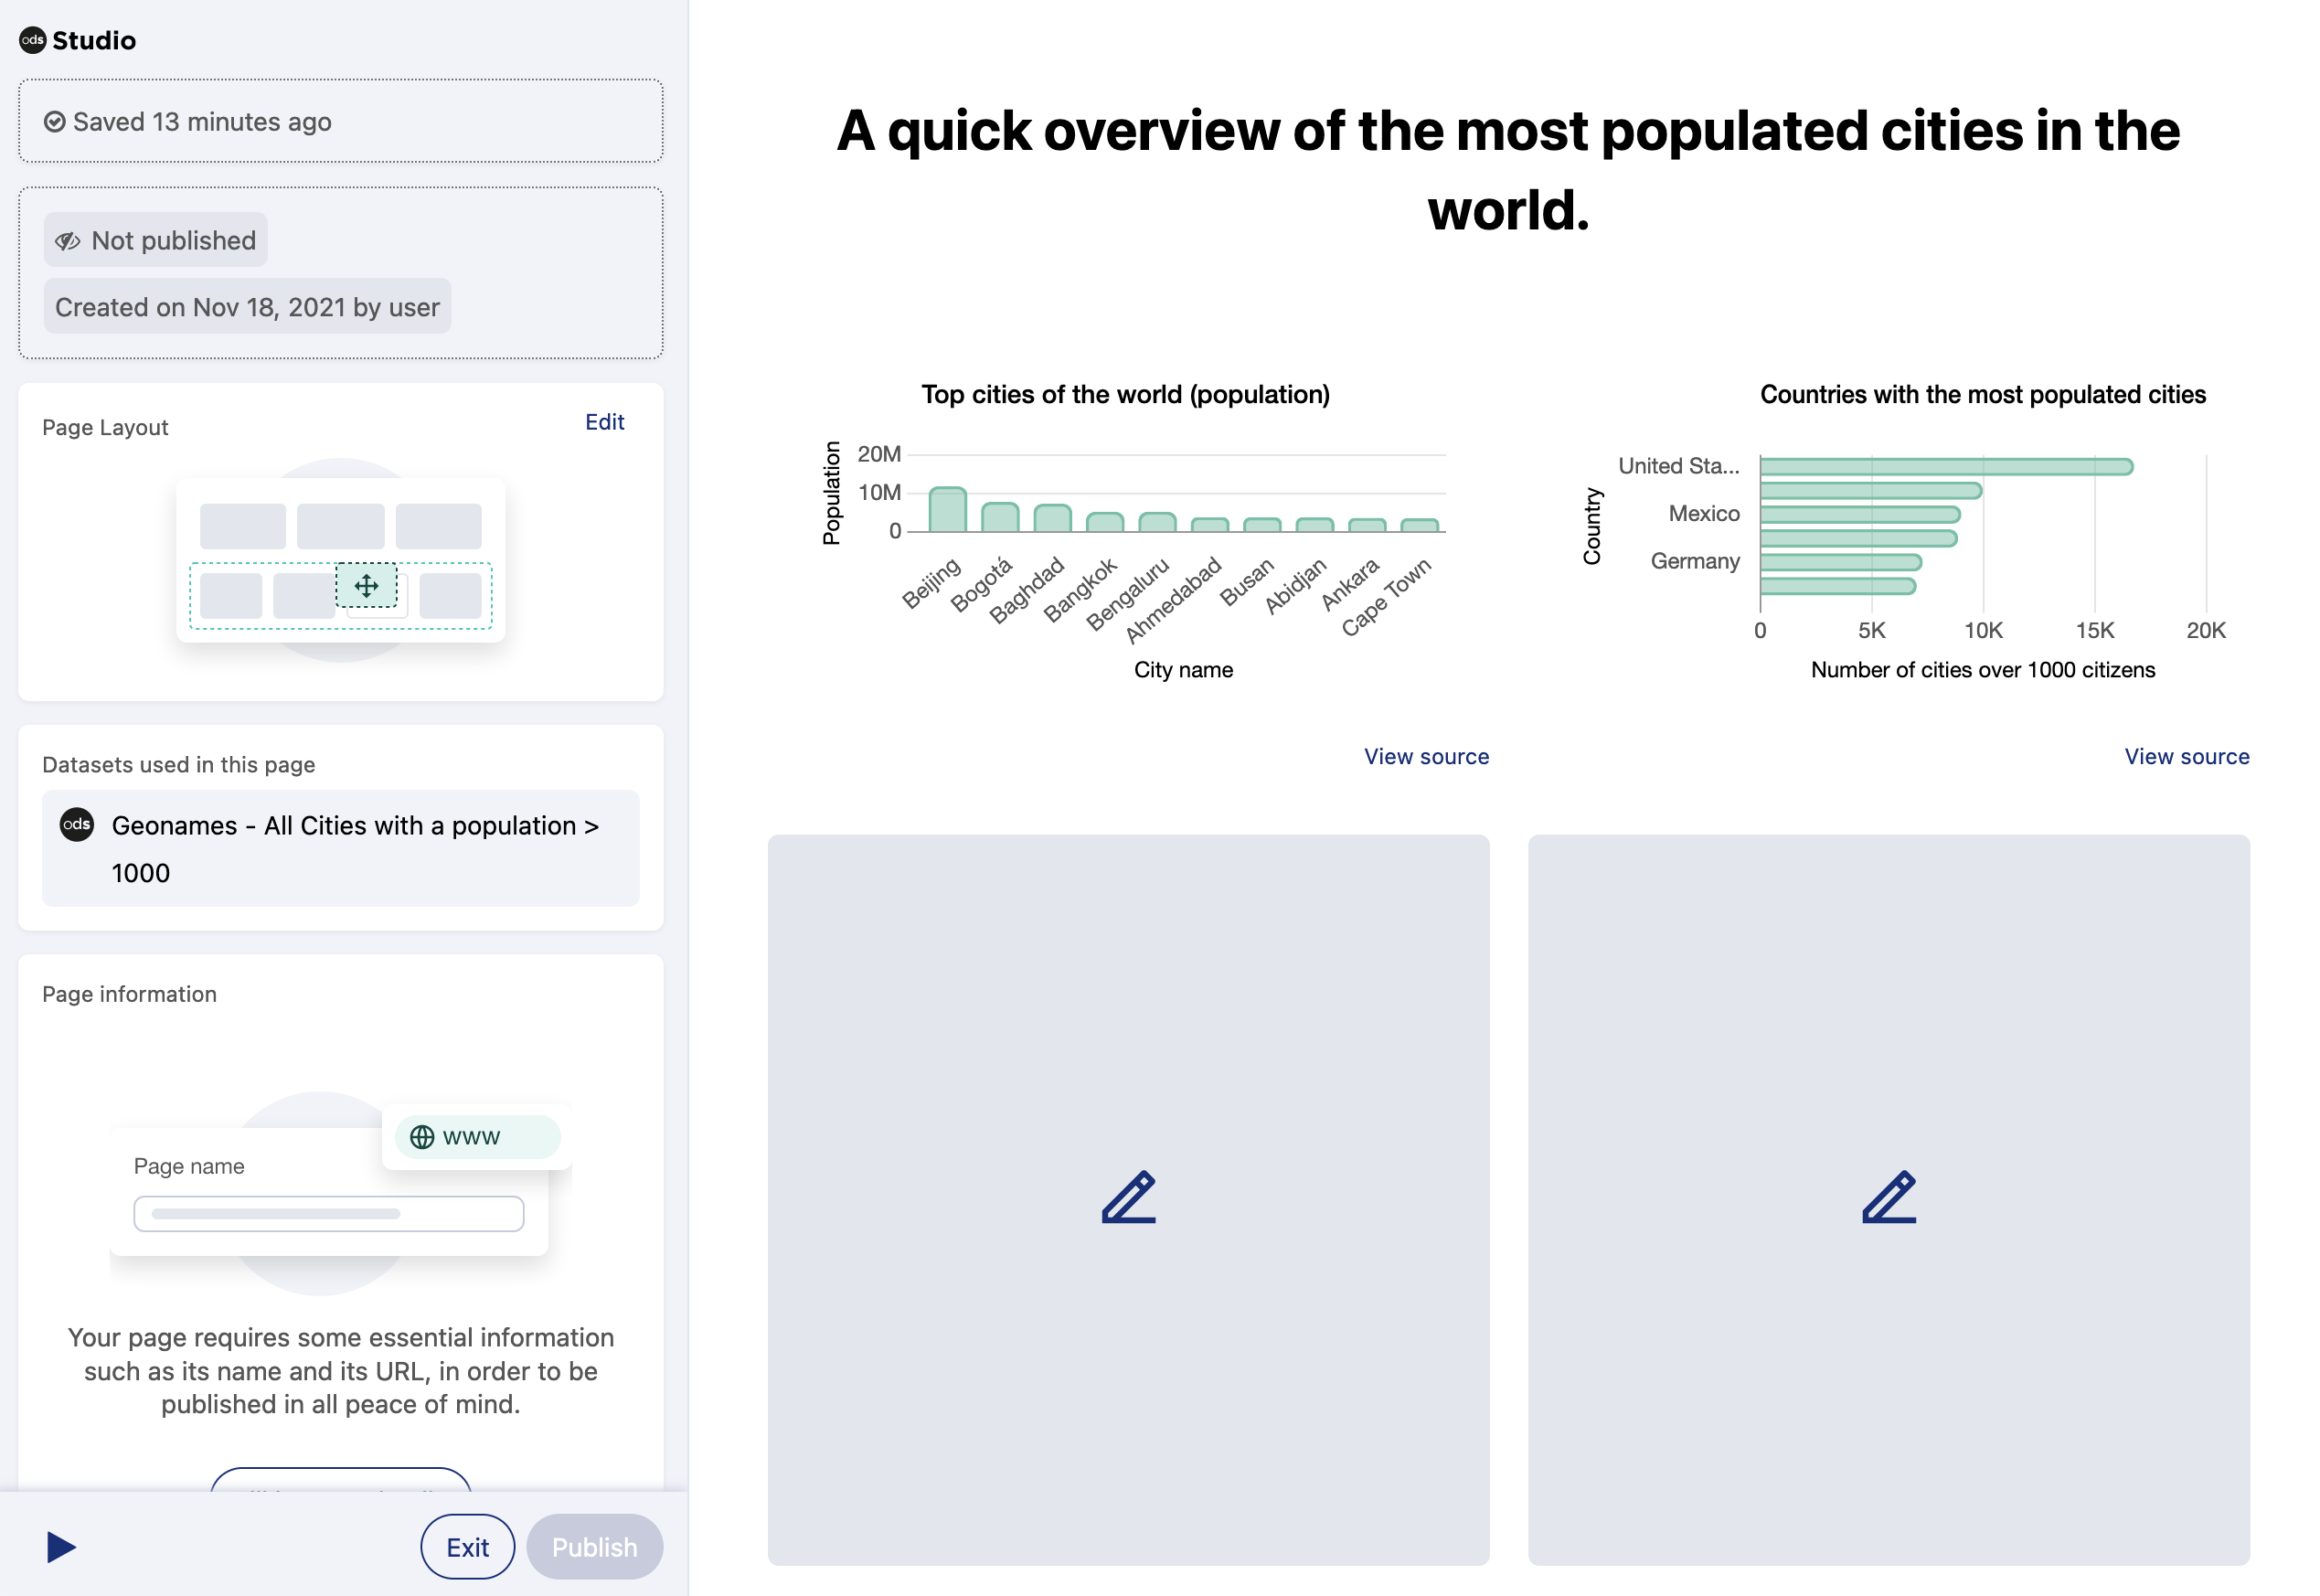 ods Studio
Saved 13 minutes ago
Not published
Created on Nov 18, 2021 by user
Page Layout
Edit
Datasets used in this page
ods
Geonames - All Cities with a population >
1000
Page information
www
Page name
Your page requires some essential information
such as its name and its URL, in order to be
published in all peace of mind.
Exit
Publish
A quick overview of the most populated cities in the
world.
Top cities of the world (population)
Population
20M
10M
0
Beijing
Bogotá
Baghdad
Bangkok
Bengaluru
Ahmedabad
Busan
Abidjan
Ankara
Cape Town
City name
View source
Countries with the most populated cities
Country
United Sta...
Mexico
Germany
0
5K
10K
15K
20K
Number of cities over 1000 citizens
View source